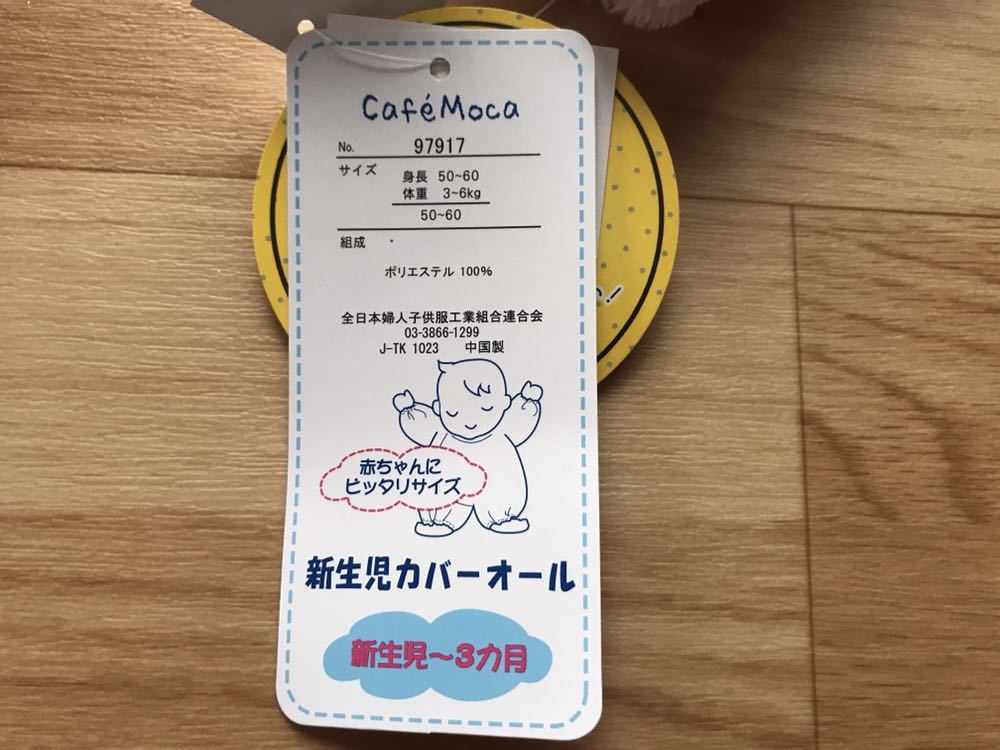 CaféMoca
No. 97917
サイズ 身長 50~60
体重 3~6kg
50~60
組成
ポリエステル 100%
全日本婦人子供服工業組合連合会
03-3866-1299
J-TK 1023 中国製
赤ちゃんに
ピッタリサイズ
新生児カバーオール
新生児～3カ月